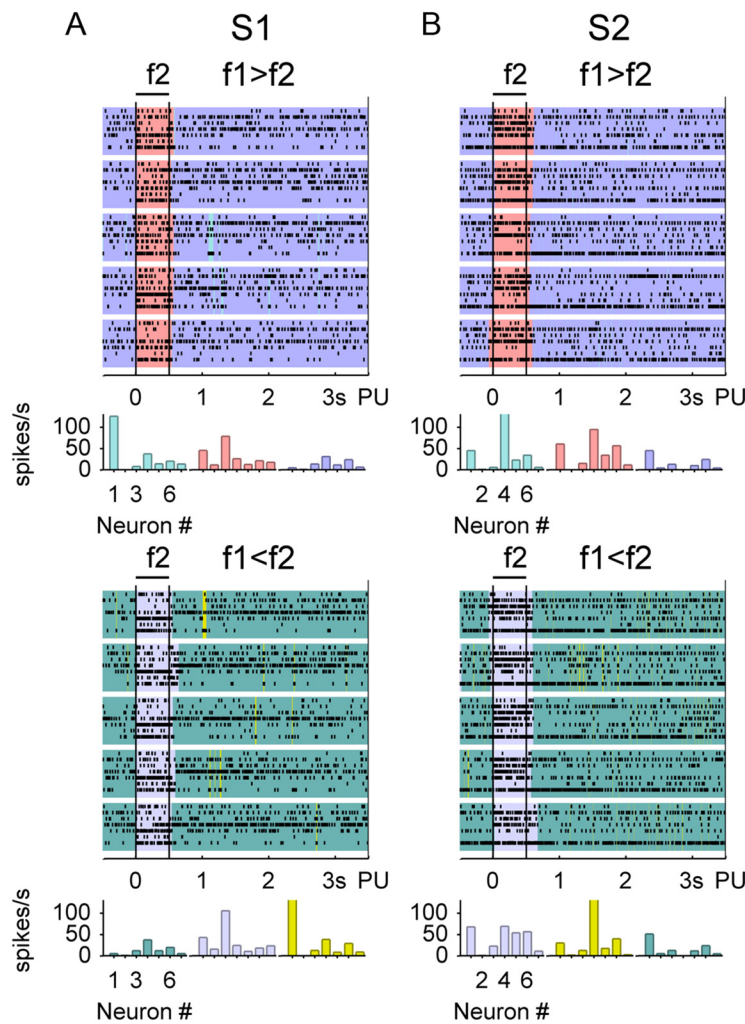 A
S1
f2
f1>f2
0 1 2 3s PU
spikes/s
100
50
0
1 3 6
Neuron #
f2
f1<f2
0 1 2 3s PU
spikes/s
100
50
0
1 3 6
Neuron #
B
S2
f2
f1>f2
0 1 2 3s PU
100
50
0
2 4 6
Neuron #
f2
f1<f2
0 1 2 3s PU
100
50
0
2 4 6
Neuron #